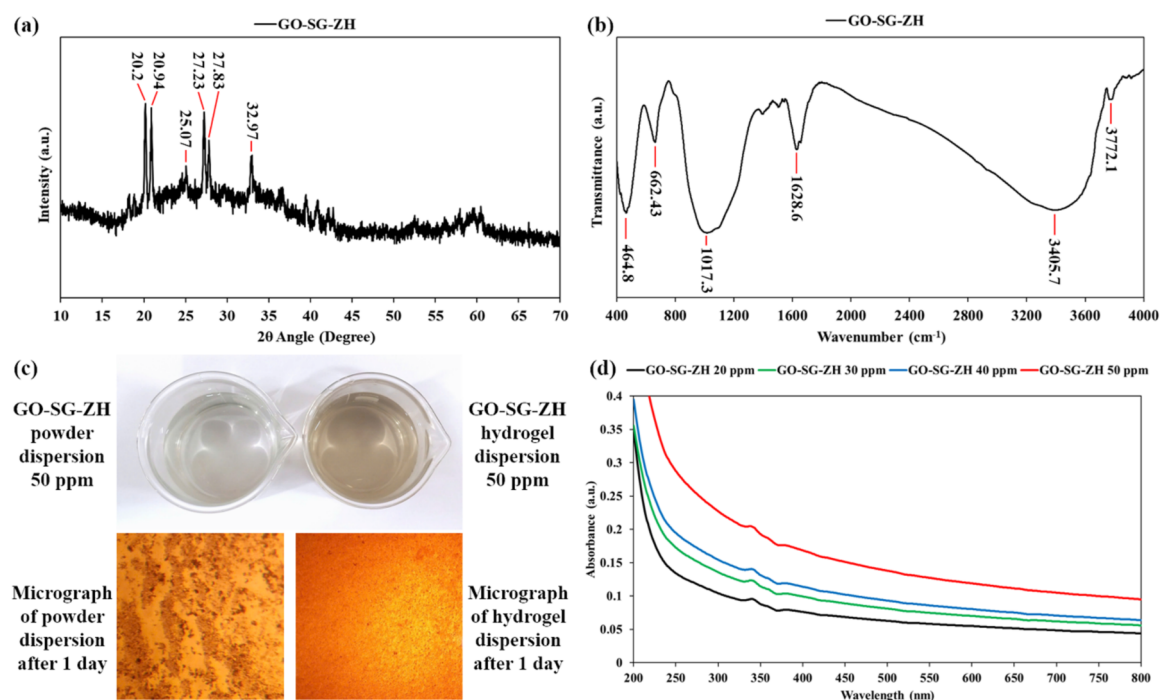 (a)
GO-SG-ZH
Intensity (a.u.)
20.2
20.94
25.07
27.23
27.83
32.97
10 15 20 25 30 35 40 45 50 55 60 65 70
2θ Angle (Degree)
(b)
GO-SG-ZH
Transmittance (a.u.)
464.8
662.43
1017.3
1628.6
3405.7
3772.1
400 800 1200 1600 2000 2400 2800 3200 3600 4000
Wavenumber (cm⁻¹)
(c)
GO-SG-ZH
powder
dispersion
50 ppm
GO-SG-ZH
hydrogel
dispersion
50 ppm
Micrograph
of powder
dispersion
after 1 day
Micrograph
of hydrogel
dispersion
after 1 day
(d)
GO-SG-ZH 20 ppm GO-SG-ZH 30 ppm GO-SG-ZH 40 ppm GO-SG-ZH 50 ppm
Absorbance (a.u.)
0.4
0.35
0.3
0.25
0.2
0.15
0.1
0.05
0
200 250 300 350 400 450 500 550 600 650 700 750 800
Wavelength (nm)